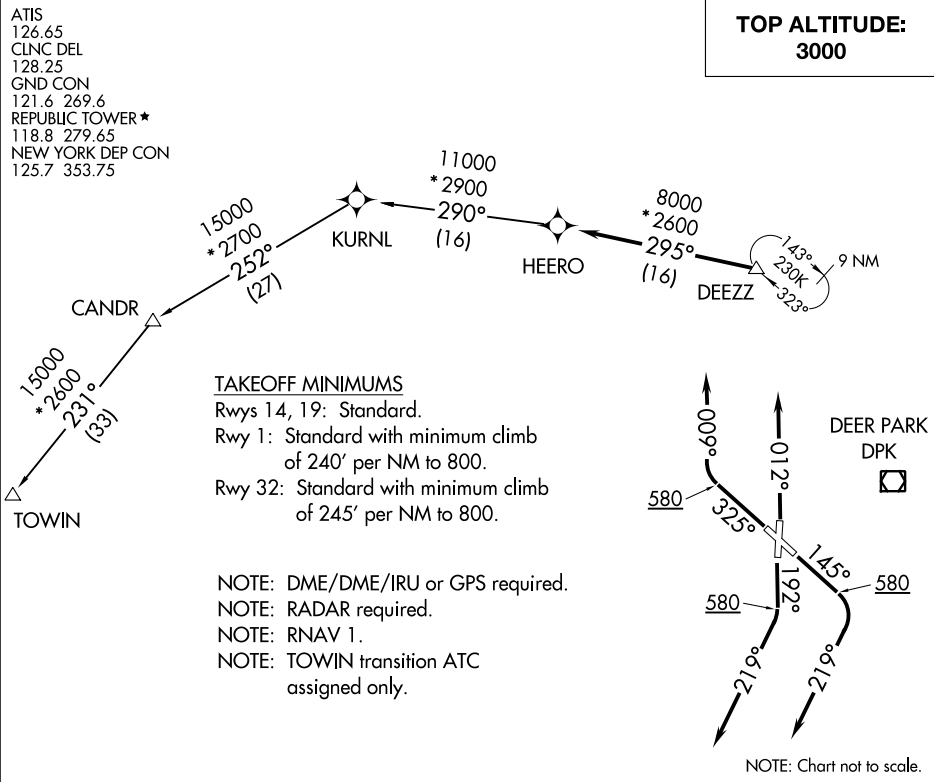 ATIS
126.65
CLNC DEL
128.25
GND CON
121.6 269.6
REPUBLIC TOWER★
118.8 279.65
NEW YORK DEP CON
125.7 353.75
TOP ALTITUDE:
3000
15000
*2700
252°
(27)
KURNL
11000
*2900
290°
(16)
HEERO
8000
*2600
295°
(16)
DEEZZ
143°
230K
323°
9 NM
CANDR
15000
*2600
231°
(33)
TOWIN
TAKEOFF MINIMUMS
Rwys 14, 19: Standard.
Rwy 1: Standard with minimum climb
of 240' per NM to 800.
Rwy 32: Standard with minimum climb
of 245' per NM to 800.
NOTE: DME/DME/IRU or GPS required.
NOTE: RADAR required.
NOTE: RNAV 1.
NOTE: TOWIN transition ATC
assigned only.
009°
012°
DEER PARK
DPK
580
325°
145°
580
192°
580
219°
219°
NOTE: Chart not to scale.